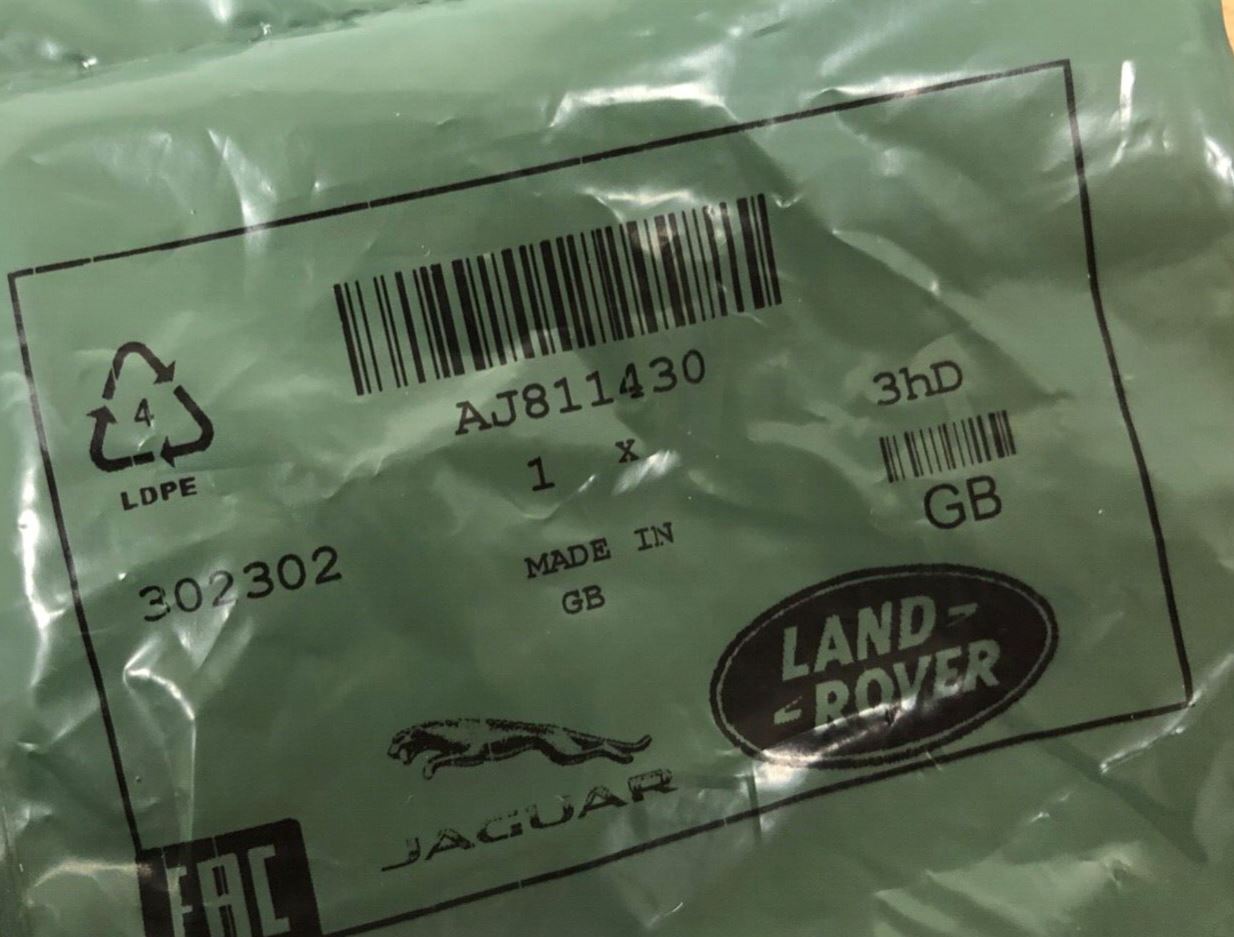 AJ811430
1 x
3hD
GB
4
LDPE
302302
MADE IN
GB
LAND-
-ROVER
JAGUAR
EAC